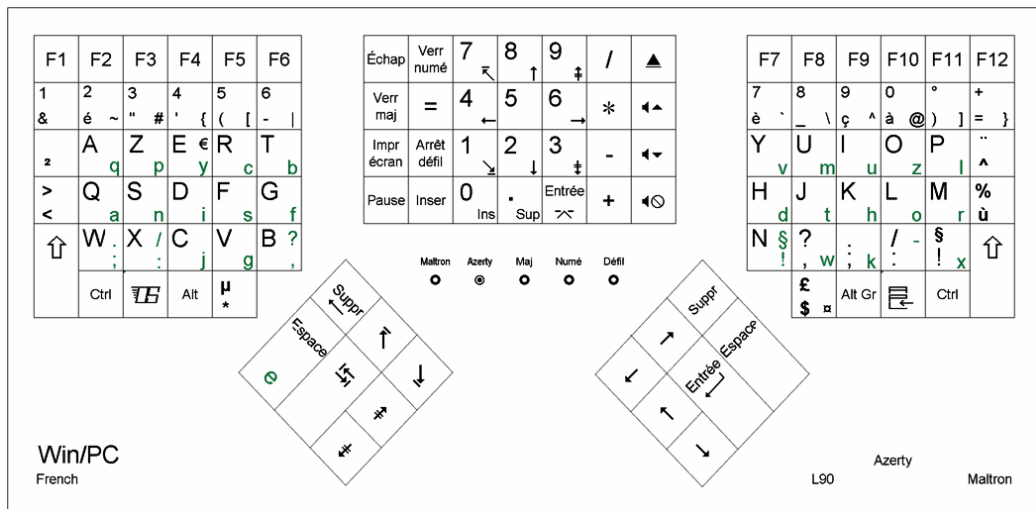 F1 F2 F3 F4 F5 F6
1 2 3 4 5 6
& é ~ " # ' { ( [ - |
A Z E € R T
² q p y c b
> Q S D F G
< a n i s f
W . X / C V B ?
; : j g ,
Ctrl Alt µ
*
Échap Verr numé 7 8 9 /
Verr maj = 4 5 6 *
Impr écran Arrêt défil 1 2 3 -
Pause Inser 0 Ins . Sup Entrée +
F7 F8 F9 F10 F11 F12
7 8 9 0 ° +
è ` _ \ ç ^ à @ ) ] = }
Y U I O P ¨
v m u z l ^
H J K L M %
d t h o r ù
N § ? . / - §
! , w ; k : ! x
£ Alt Gr Ctrl
$ ¤
Maltron Azerty Maj Numé Défil
Suppr
Espace
e
Suppr
Espace
Entrée
Win/PC
French
Azerty
L90 Maltron